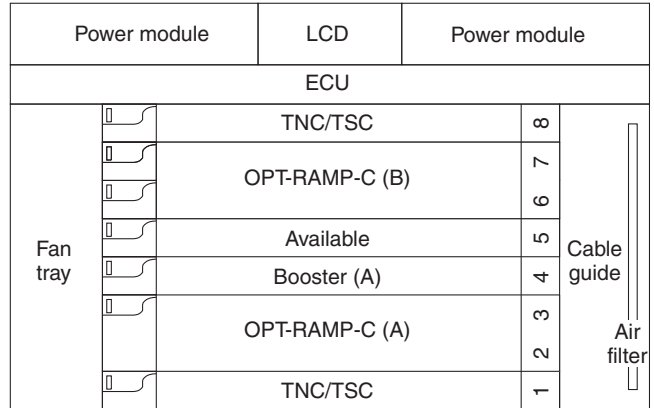 Power module LCD Power module
ECU
TNC/TSC 8
OPT-RAMP-C (B) 7
6
Available 5
Booster (A) 4
OPT-RAMP-C (A) 3
2
TNC/TSC 1
Fan
tray
Cable
guide
Air
filter